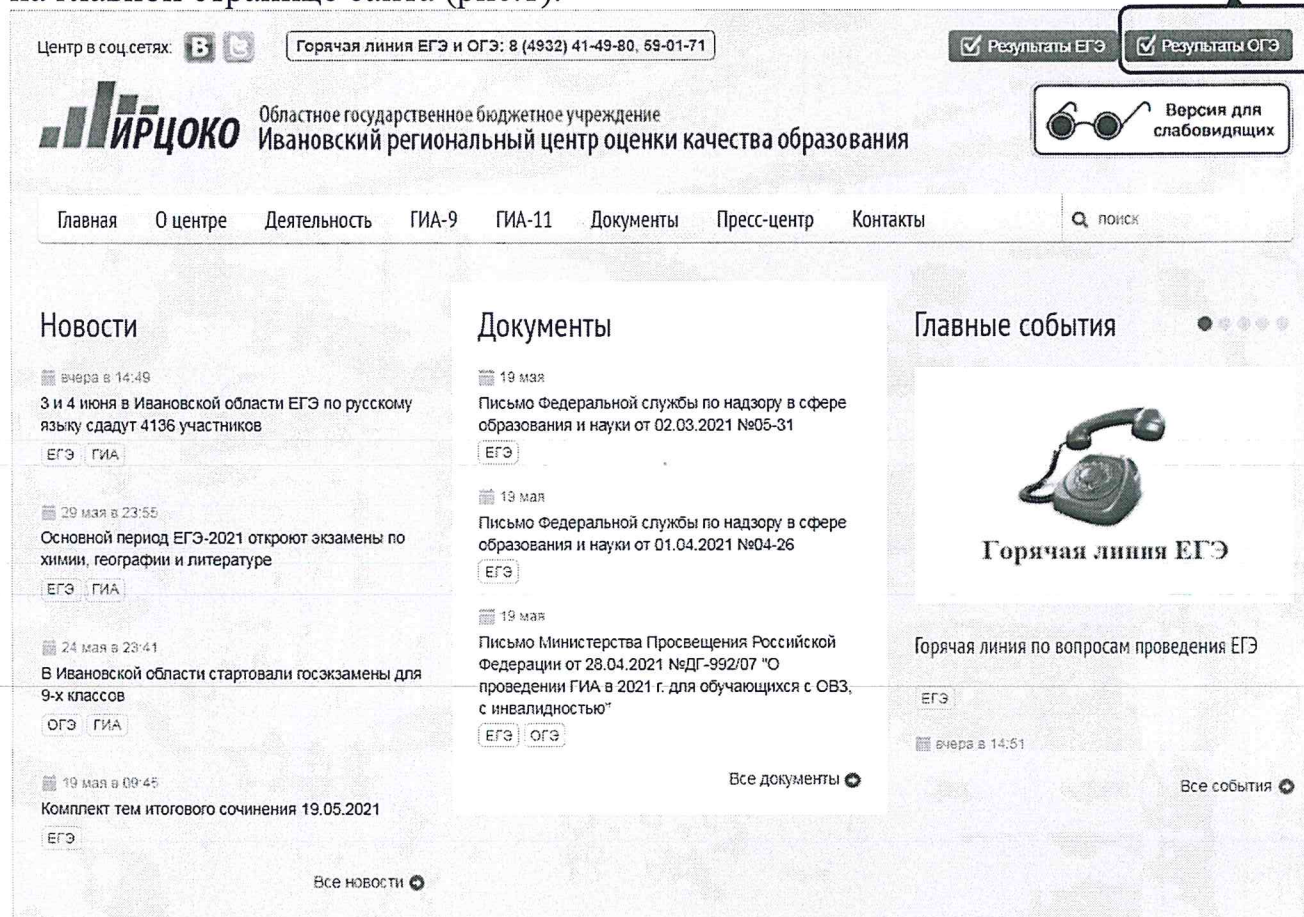 на главной странице сайта (рис.1).
Центр в соц.сетях:
Горячая линия ЕГЭ и ОГЭ: 8 (4932) 41-49-80, 59-01-71
Результаты ЕГЭ
Результаты ОГЭ
ИРЦОКО
Областное государственное бюджетное учреждение
Ивановский региональный центр оценки качества образования
Версия для
слабовидящих
Главная О центре Деятельность ГИА-9 ГИА-11 Документы Пресс-центр Контакты
поиск
Новости
вчера в 14:49
3 и 4 июня в Ивановской области ЕГЭ по русскому
языку сдадут 4136 участников
ЕГЭ ГИА
29 мая в 23:55
Основной период ЕГЭ-2021 откроют экзамены по
химии, географии и литературе
ЕГЭ ГИА
24 мая в 23:41
В Ивановской области стартовали госэкзамены для
9-х классов
ОГЭ ГИА
19 мая в 09:45
Комплект тем итогового сочинения 19.05.2021
ЕГЭ
Все новости
Документы
19 мая
Письмо Федеральной службы по надзору в сфере
образования и науки от 02.03.2021 №05-31
ЕГЭ
19 мая
Письмо Федеральной службы по надзору в сфере
образования и науки от 01.04.2021 №04-26
ЕГЭ
19 мая
Письмо Министерства Просвещения Российской
Федерации от 28.04.2021 №ДГ-992/07 "О
проведении ГИА в 2021 г. для обучающихся с ОВЗ,
с инвалидностью"
ЕГЭ ОГЭ
Все документы
Главные события
Горячая линия ЕГЭ
Горячая линия по вопросам проведения ЕГЭ
ЕГЭ
вчера в 14:51
Все события